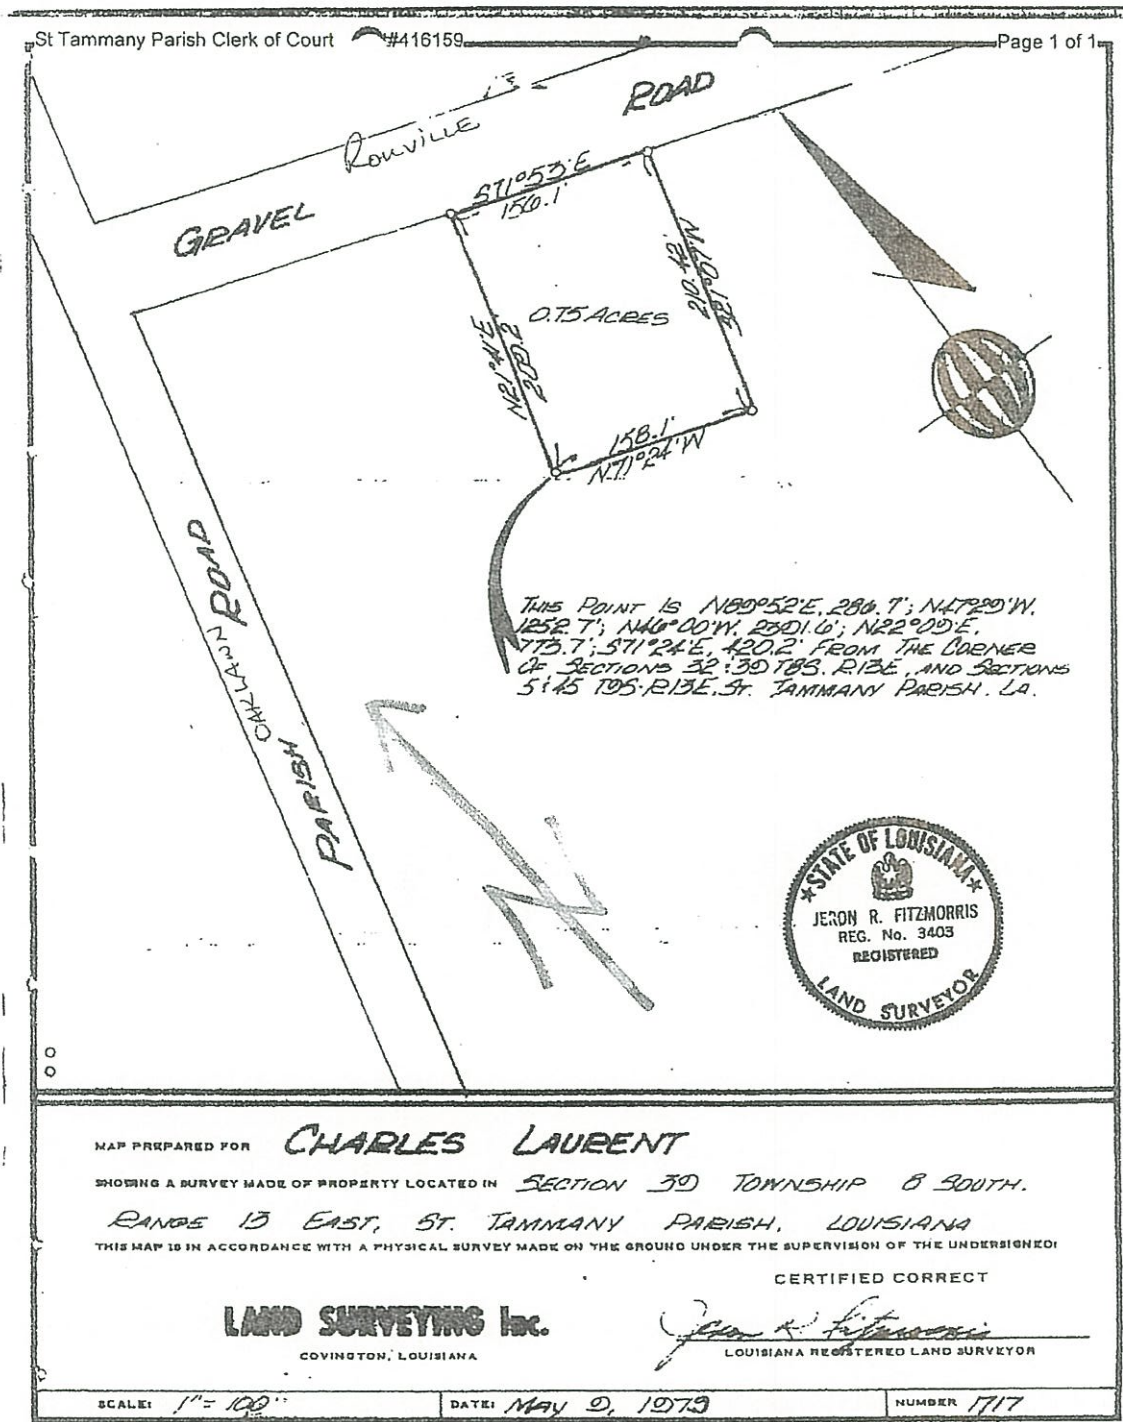 St Tammany Parish Clerk of Court #416159 Page 1 of 1
ROAD
GRAVEL
S71°53'E
156.1'
0.75 ACRES
N21°41'E
209.2
210.42'
158.1'
N71°24'W
ROAD
OAKLAWN
PARISH
THIS POINT IS N89°52'E, 286.7'; N47°29'W,
1252.7'; N46°00'W, 2301.6'; N22°09'E,
773.7'; S71°24'E, 420.2' FROM THE CORNER
OF SECTIONS 32 & 39 T8S. R13E, AND SECTIONS
5 & 45 T9S-R13E, ST. TAMMANY PARISH. LA.
N
STATE OF LOUISIANA
JERON R. FITZMORRIS
REG. No. 3403
REGISTERED
LAND SURVEYOR
MAP PREPARED FOR CHARLES LAURENT
SHOWING A SURVEY MADE OF PROPERTY LOCATED IN SECTION 39 TOWNSHIP 8 SOUTH,
RANGE 13 EAST, ST. TAMMANY PARISH, LOUISIANA
THIS MAP IS IN ACCORDANCE WITH A PHYSICAL SURVEY MADE ON THE GROUND UNDER THE SUPERVISION OF THE UNDERSIGNED:
CERTIFIED CORRECT
LAND SURVEYING Inc.
COVINGTON, LOUISIANA
Jeron R. Fitzmorris
LOUISIANA REGISTERED LAND SURVEYOR
SCALE: 1" = 100' DATE: MAY 9, 1979 NUMBER 1717